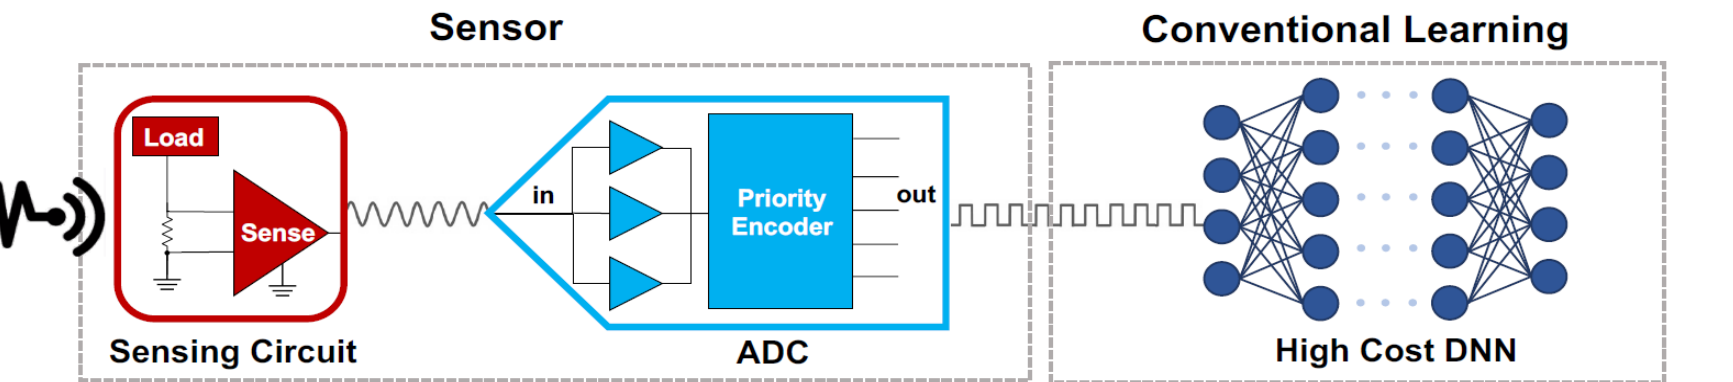 Sensor
Conventional Learning
Load
Sense
in
Priority
Encoder
out
Sensing Circuit
ADC
High Cost DNN